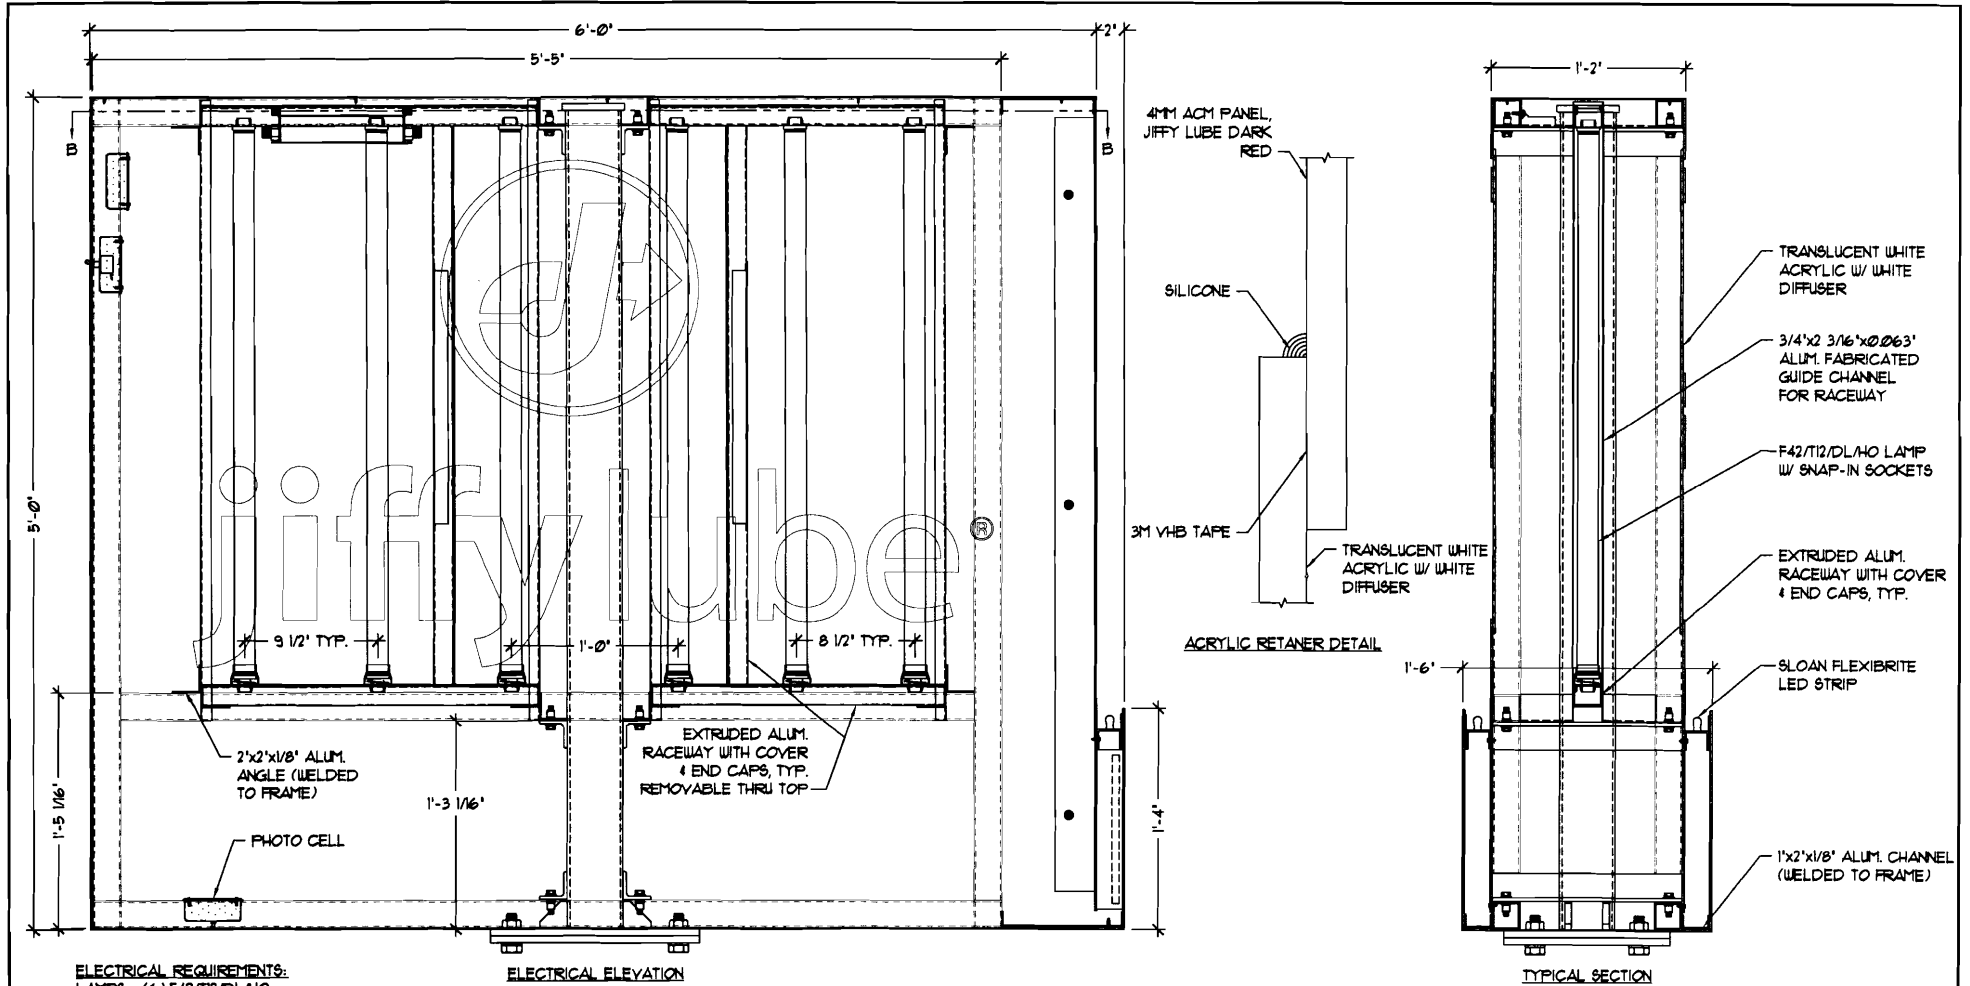 6'-0"
2"
5'-5"
1'-2"
4MM ACM PANEL,
JIFFY LUBE DARK
RED
B
B
SILICONE
TRANSLUCENT WHITE
ACRYLIC W/ WHITE
DIFFUSER
3/4"x2 3/16"x0.063"
ALUM. FABRICATED
GUIDE CHANNEL
FOR RACEWAY
F42/T12/DL/HO LAMP
W/ SNAP-IN SOCKETS
5'-0"
jiffy lube ®
3M VHB TAPE
TRANSLUCENT WHITE
ACRYLIC W/ WHITE
DIFFUSER
EXTRUDED ALUM.
RACEWAY WITH COVER
& END CAPS, TYP.
9 1/2" TYP.
1'-0"
8 1/2" TYP.
ACRYLIC RETANER DETAIL
1'-6"
SLOAN FLEXIBRITE
LED STRIP
2"x2"x1/8" ALUM.
ANGLE (WELDED
TO FRAME)
EXTRUDED ALUM.
RACEWAY WITH COVER
& END CAPS, TYP.
REMOVABLE THRU TOP
1'-5 1/16"
1'-3 1/16"
1'-4"
PHOTO CELL
1"x2"x1/8" ALUM. CHANNEL
(WELDED TO FRAME)
ELECTRICAL REQUIREMENTS:
ELECTRICAL ELEVATION
TYPICAL SECTION